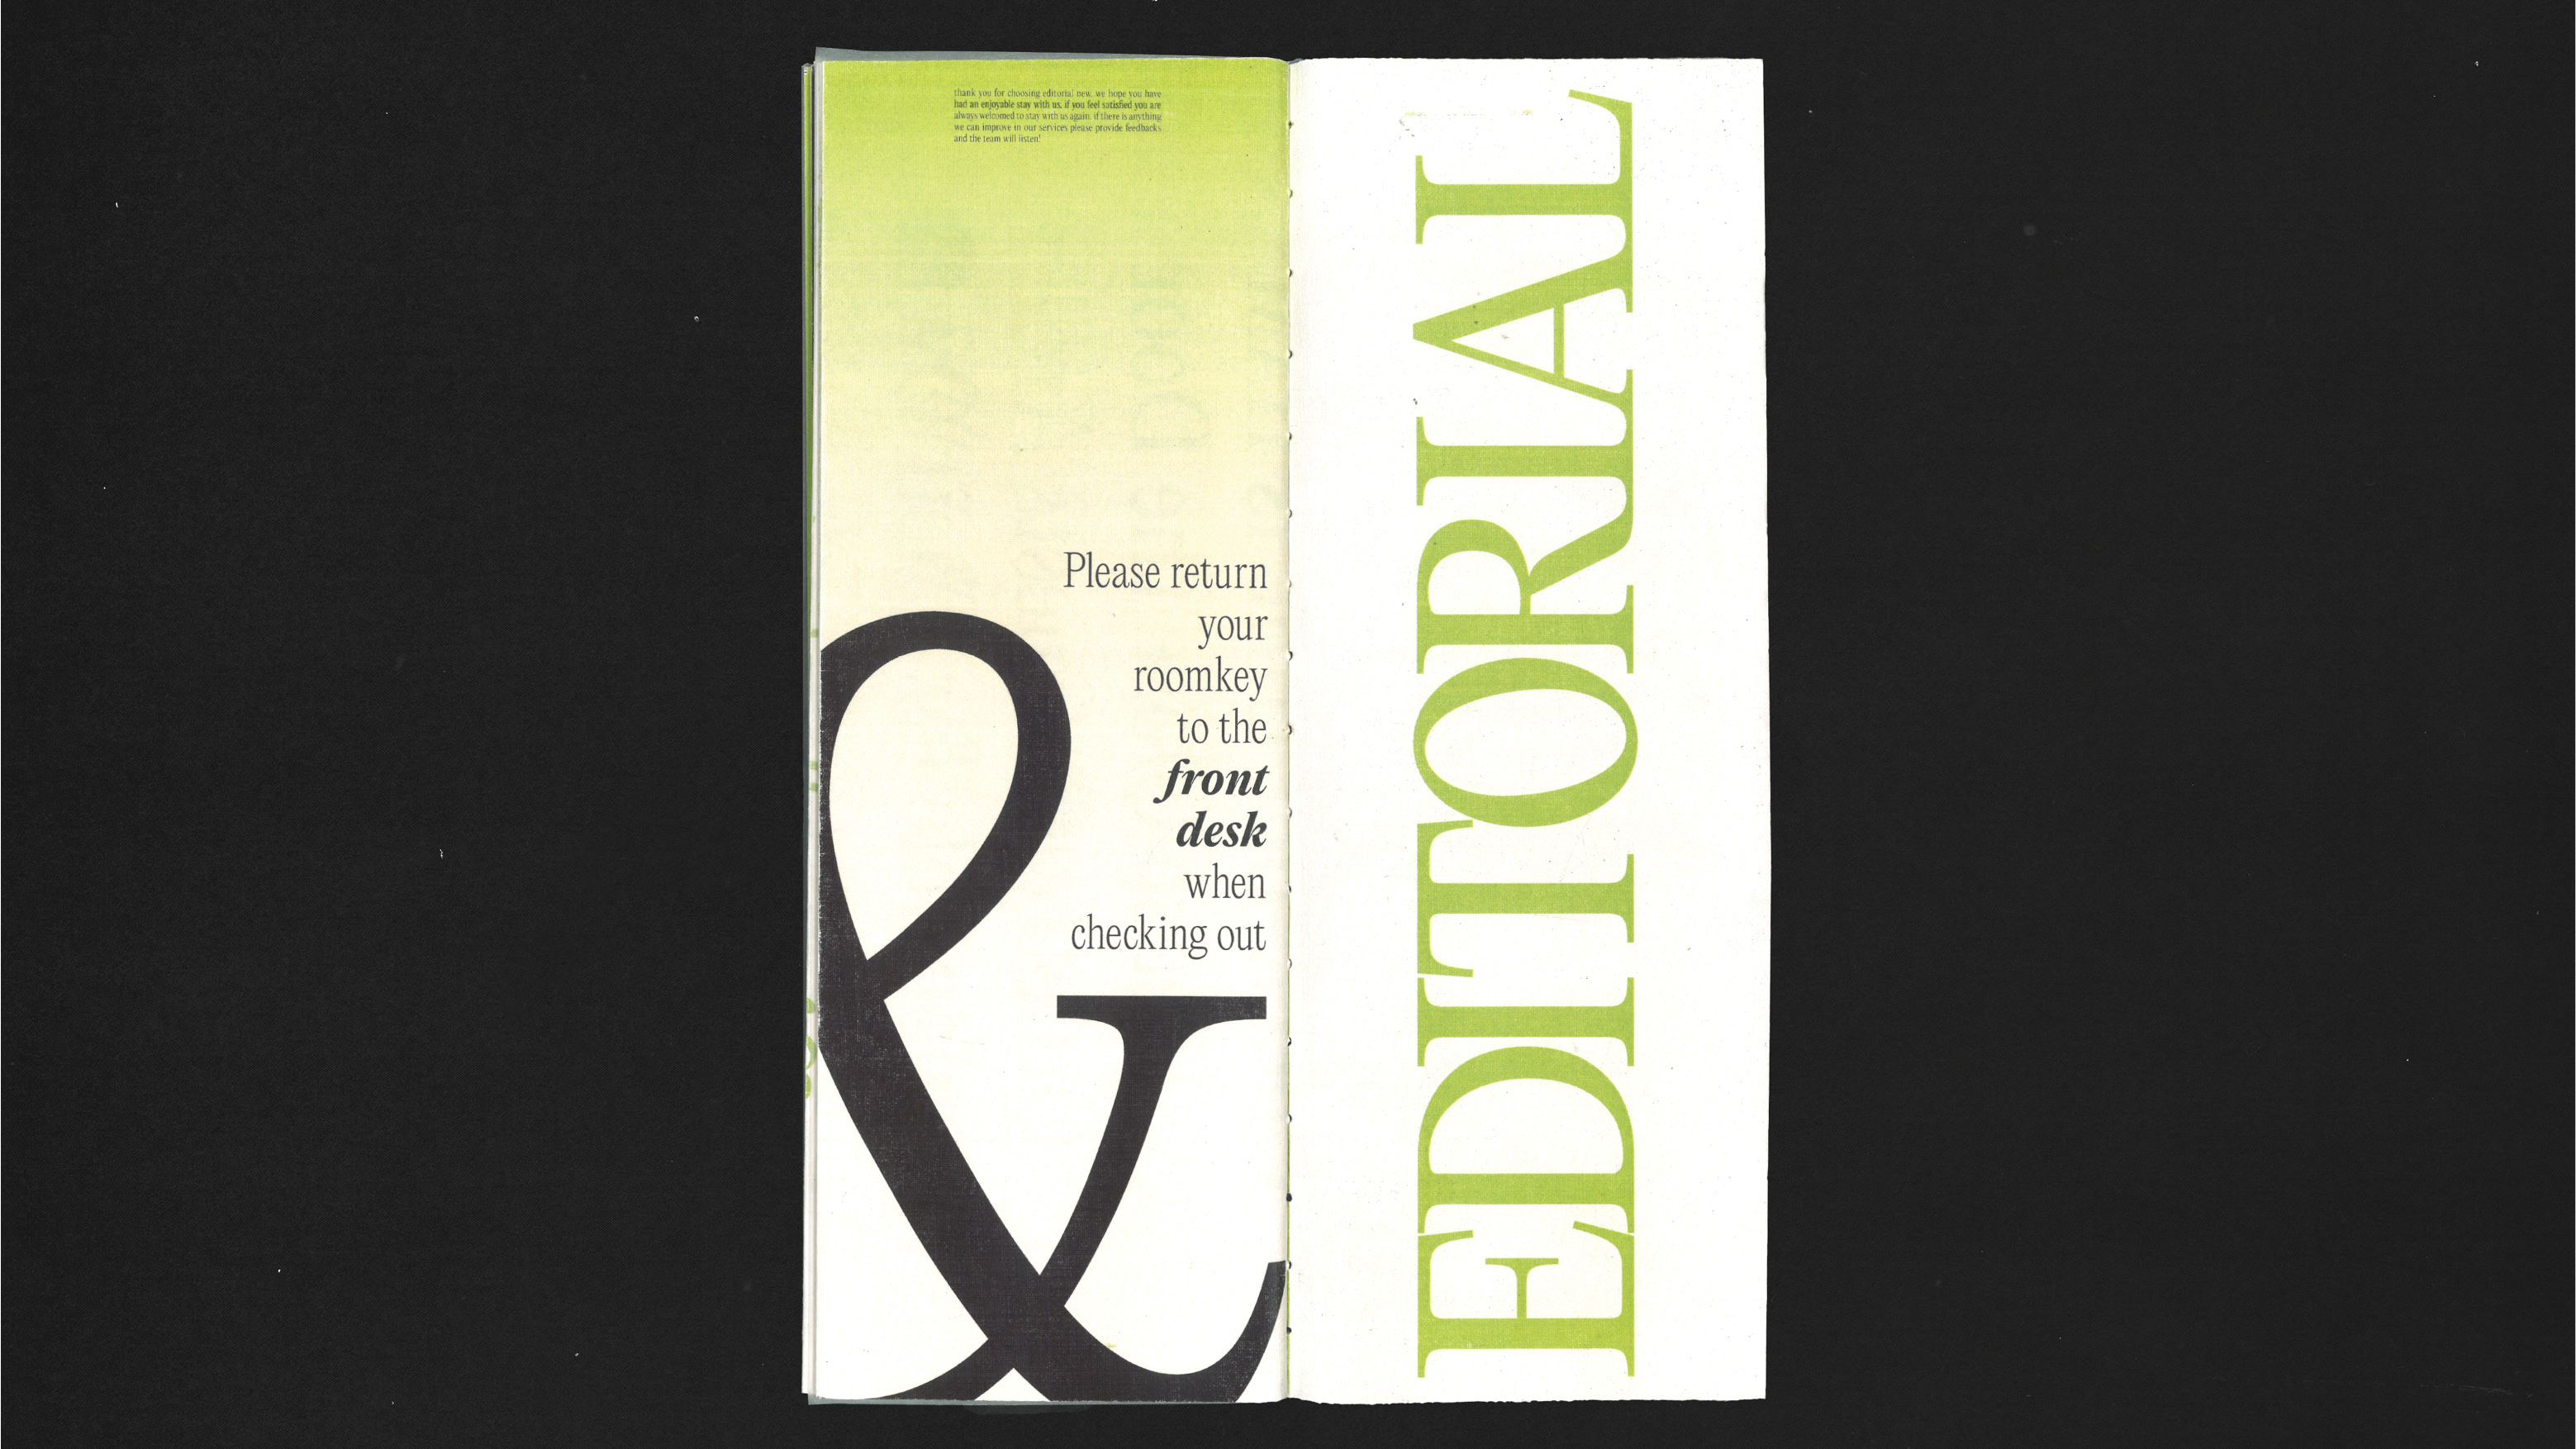 thank you for choosing editorial new. we hope you have
had an enjoyable stay with us. if you feel satisfied you are
always welcomed to stay with us again. if there is anything
we can improve in our services please provide feedbacks
and the team will listen!
Please return
your
roomkey
to the
front
desk
when
checking out
&
EDITORIAL